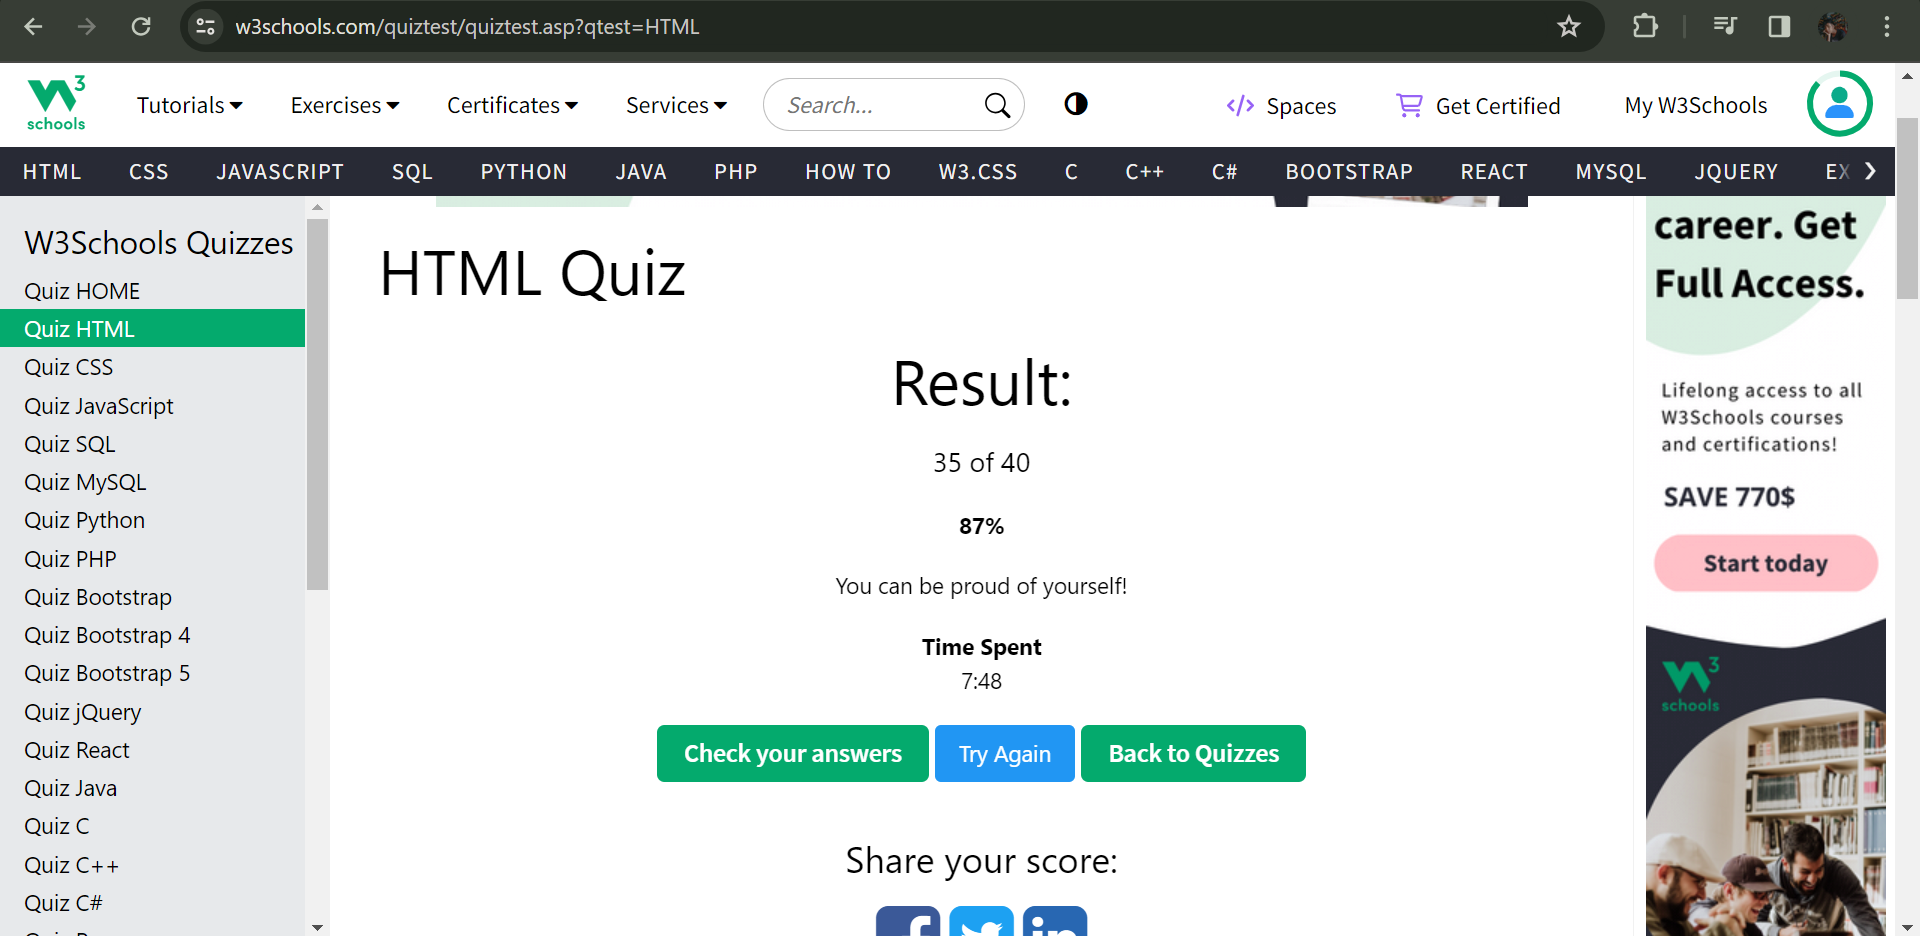 w3schools.com/quiztest/quiztest.asp?qtest=HTML
W3
schools
Tutorials
Exercises
Certificates
Services
Search...
Spaces
Get Certified
My W3Schools
HTML
CSS
JAVASCRIPT
SQL
PYTHON
JAVA
PHP
HOW TO
W3.CSS
C
C++
C#
BOOTSTRAP
REACT
MYSQL
JQUERY
EX
W3Schools Quizzes
Quiz HOME
Quiz HTML
Quiz CSS
Quiz JavaScript
Quiz SQL
Quiz MySQL
Quiz Python
Quiz PHP
Quiz Bootstrap
Quiz Bootstrap 4
Quiz Bootstrap 5
Quiz jQuery
Quiz React
Quiz Java
Quiz C
Quiz C++
Quiz C#
HTML Quiz
Result:
35 of 40
87%
You can be proud of yourself!
Time Spent
7:48
Check your answers
Try Again
Back to Quizzes
Share your score:
career. Get
Full Access.
Lifelong access to all
W3Schools courses
and certifications!
SAVE 770$
Start today
W3
schools